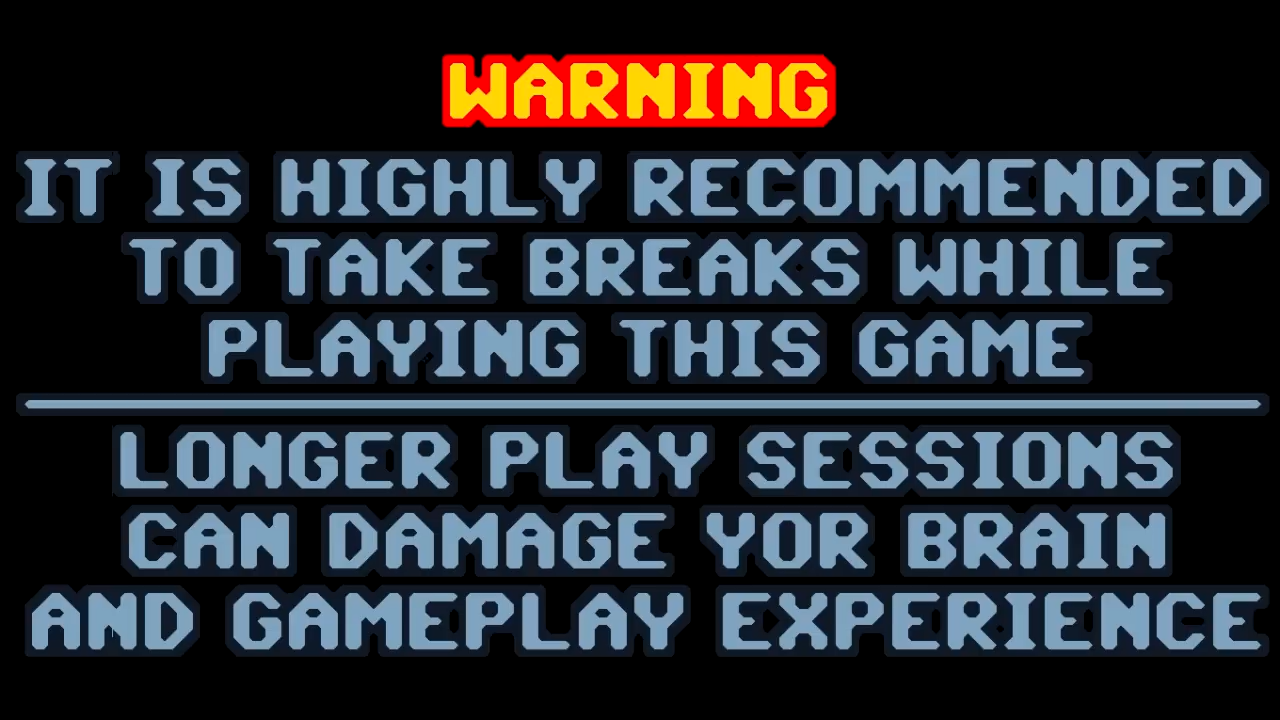 WARNING
IT IS HIGHLY RECOMMENDED
TO TAKE BREAKS WHILE
PLAYING THIS GAME
LONGER PLAY SESSIONS
CAN DAMAGE YOR BRAIN
AND GAMEPLAY EXPERIENCE